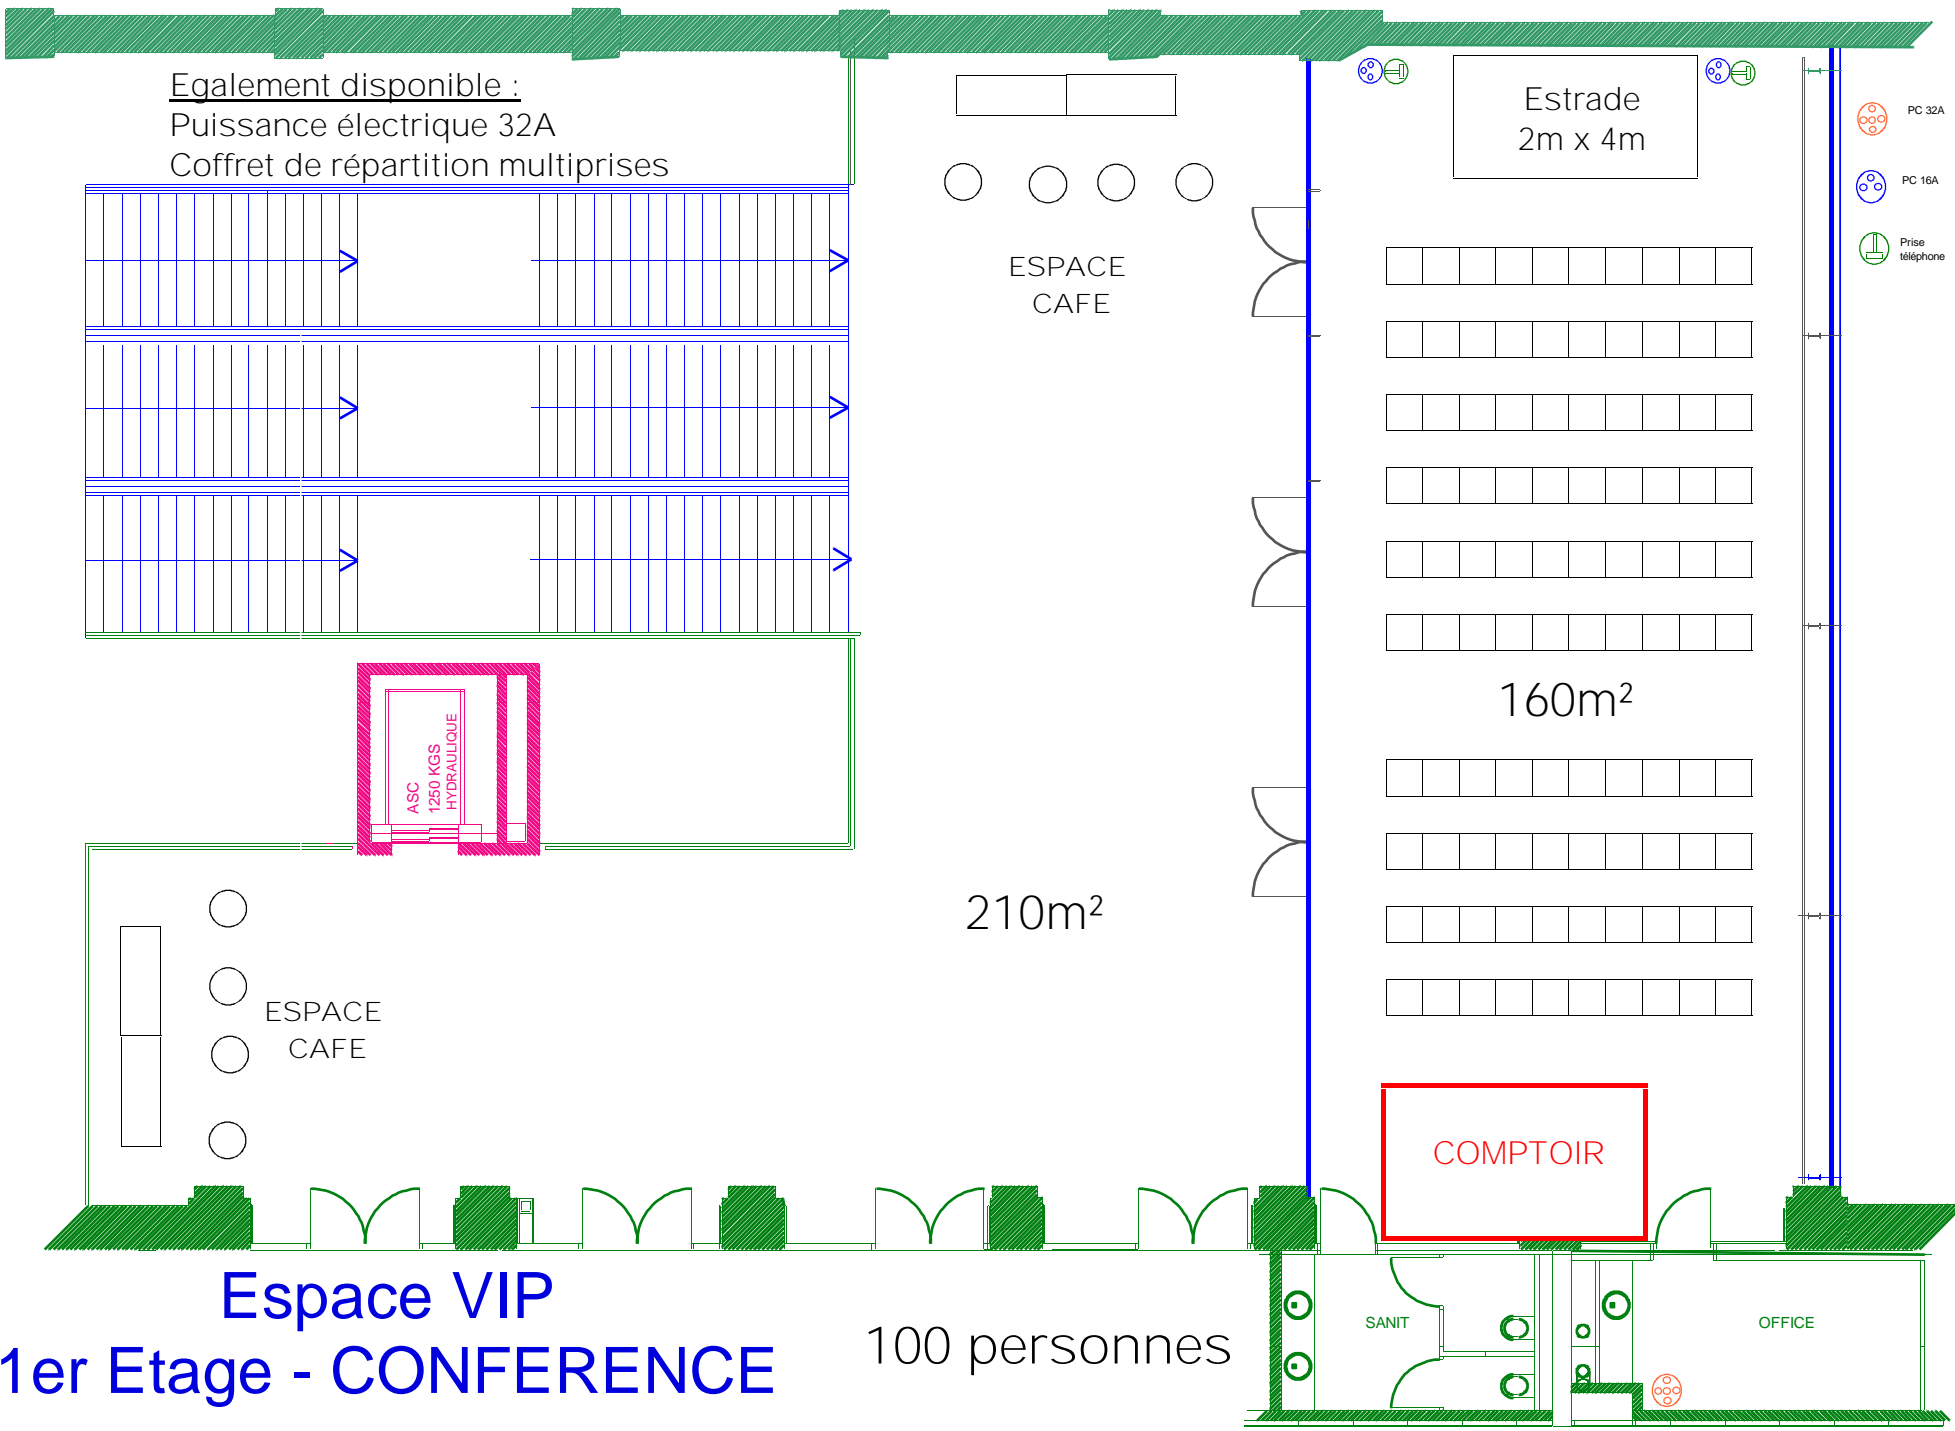 Egalement disponible :
Puissance électrique 32A
Coffret de répartition multiprises
Estrade
2m x 4m
PC 32A
PC 16A
Prise
téléphone
ESPACE
CAFE
160m²
ASC
1250 KGS
HYDRAULIQUE
210m²
ESPACE
CAFE
COMPTOIR
Espace VIP
1er Etage - CONFERENCE
100 personnes
SANIT
OFFICE